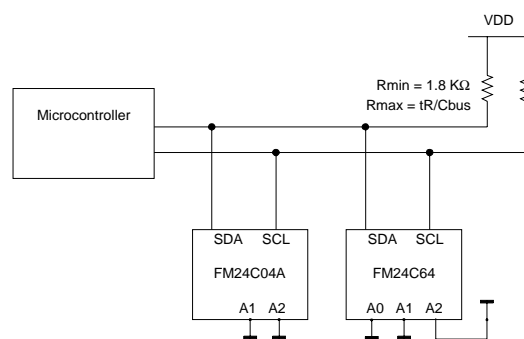 VDD
Rmin = 1.8 KΩ
Rmax = tR/Cbus
Microcontroller
SDA SCL
FM24C04A
A1 A2
SDA SCL
FM24C64
A0 A1 A2